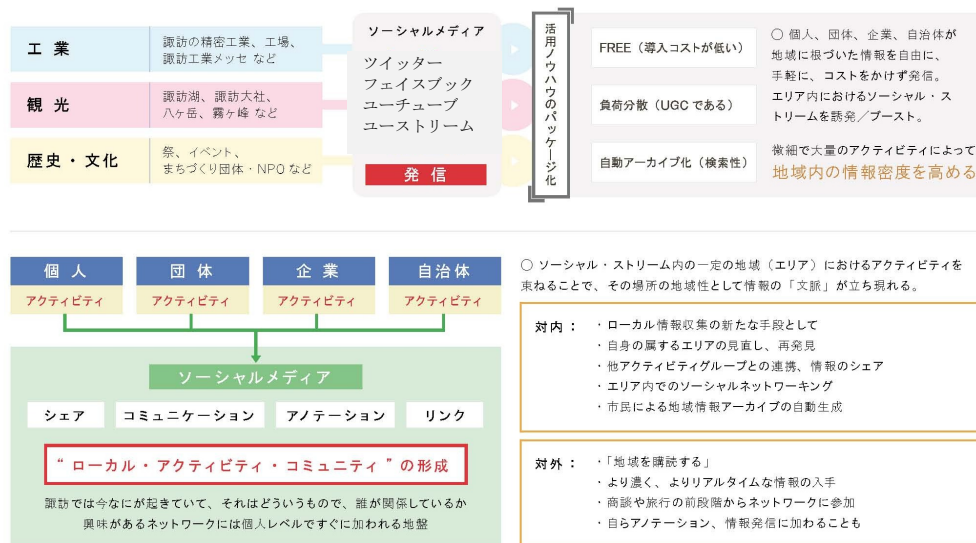 工業
諏訪の精密工業、工場、
諏訪工業メッセ など
観光
諏訪湖、諏訪大社、
八ヶ岳、霧ヶ峰 など
歴史・文化
祭、イベント、
まちづくり団体・NPO など
ソーシャルメディア
ツイッター
フェイスブック
ユーチューブ
ユーストリーム
発信
活用ノウハウのパッケージ化
FREE(導入コストが低い)
負荷分散(UGC である)
自動アーカイブ化(検索性)
○ 個人、団体、企業、自治体が
地域に根づいた情報を自由に、
手軽に、コストをかけず発信。
エリア内におけるソーシャル・ス
トリームを誘発/ブースト。
微細で大量のアクティビティによって
地域内の情報密度を高める
個人
団体
企業
自治体
アクティビティ
アクティビティ
アクティビティ
アクティビティ
ソーシャルメディア
シェア
コミュニケーション
アノテーション
リンク
“ ローカル・アクティビティ・コミュニティ ” の形成
諏訪では今なにが起きていて、それはどういうもので、誰が関係しているか
興味があるネットワークには個人レベルですぐに加われる地盤
○ ソーシャル・ストリーム内の一定の地域(エリア)におけるアクティビティを
束ねることで、その場所の地域性として情報の「文脈」が立ち現れる。
対内:
・ローカル情報収集の新たな手段として
・自身の属するエリアの見直し、再発見
・他アクティビティグループとの連携、情報のシェア
・エリア内でのソーシャルネットワーキング
・市民による地域情報アーカイブの自動生成
対外:
・「地域を購読する」
・より濃く、よりリアルタイムな情報の入手
・商談や旅行の前段階からネットワークに参加
・自らアノテーション、情報発信に加わることも